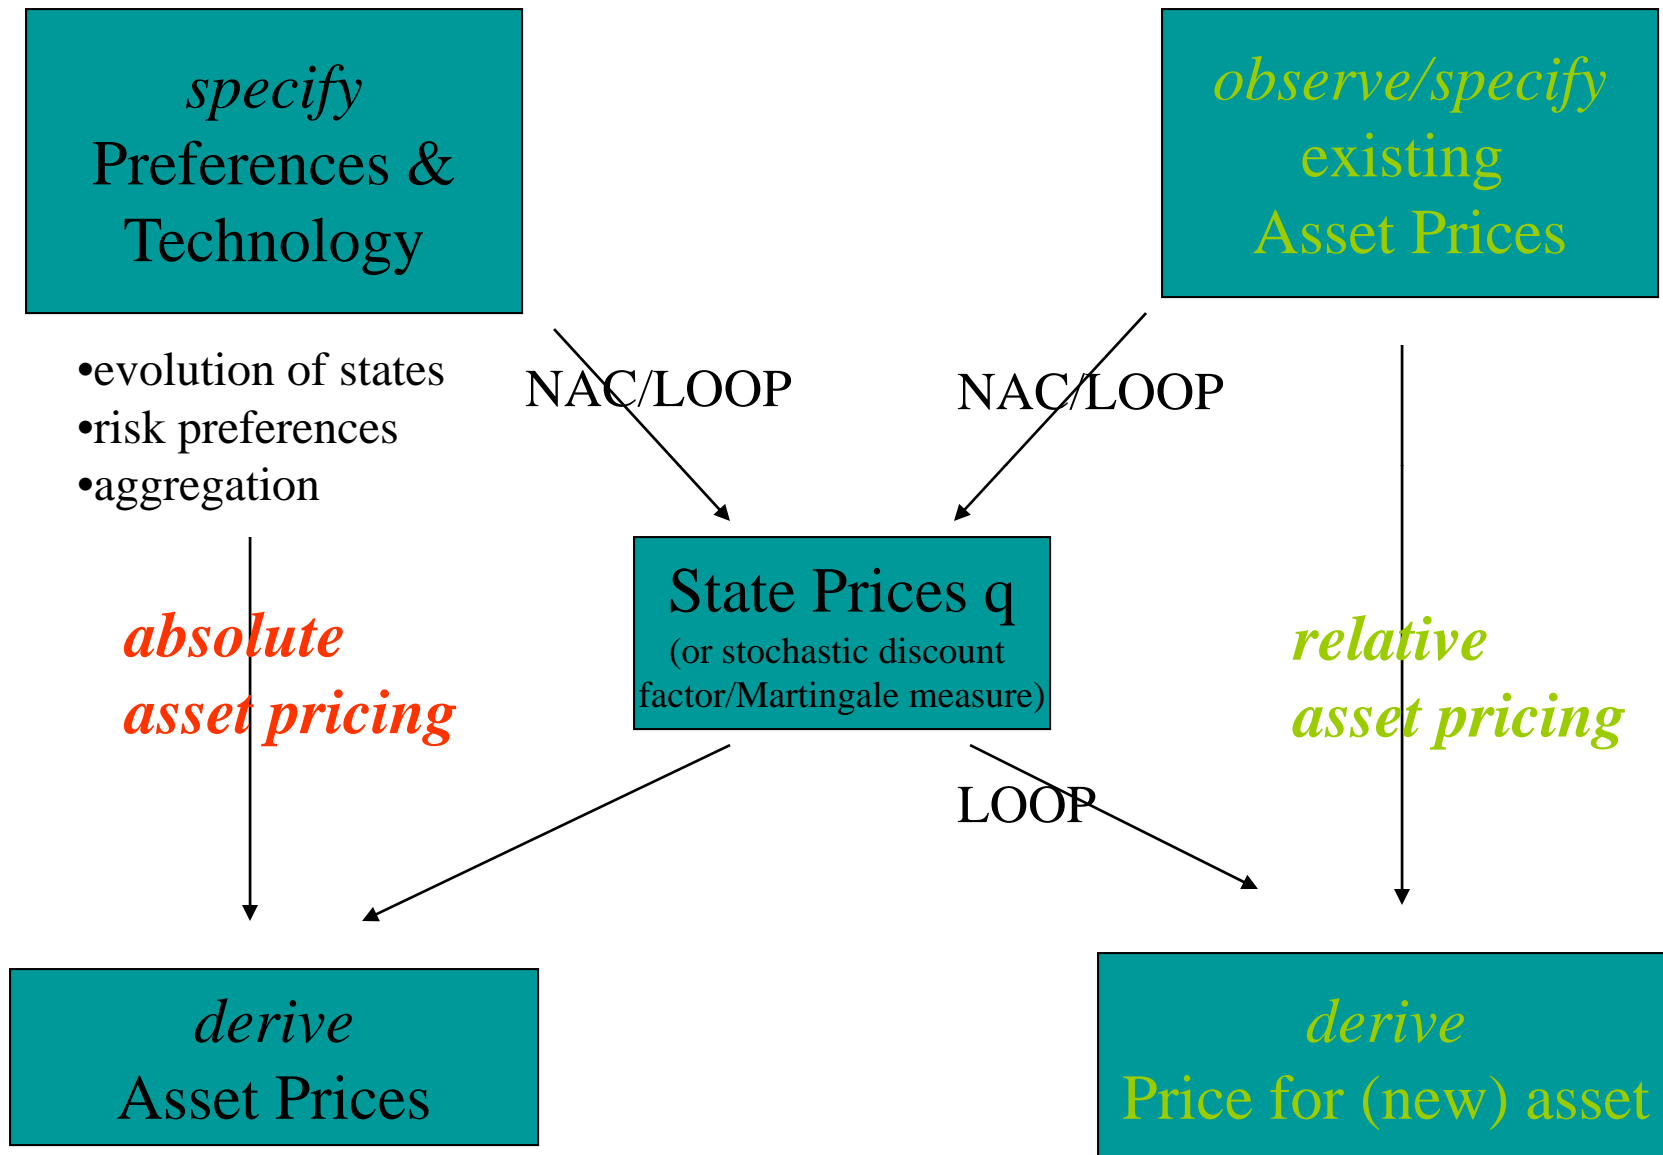 specify
Preferences &
Technology
observe/specify
existing
Asset Prices
•evolution of states
•risk preferences
•aggregation
NAC/LOOP
NAC/LOOP
State Prices q
(or stochastic discount
factor/Martingale measure)
absolute
asset pricing
relative
asset pricing
LOOP
derive
Asset Prices
derive
Price for (new) asset